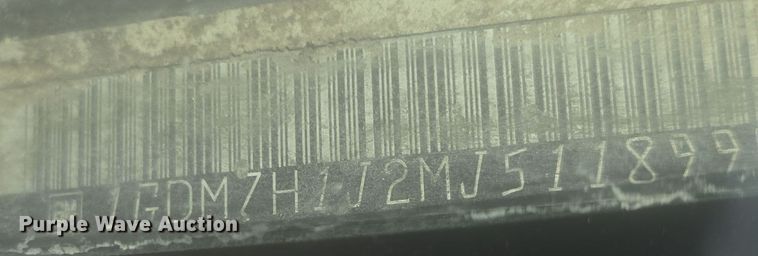 1GDM7H1J2MJ511899
Purple Wave Auction